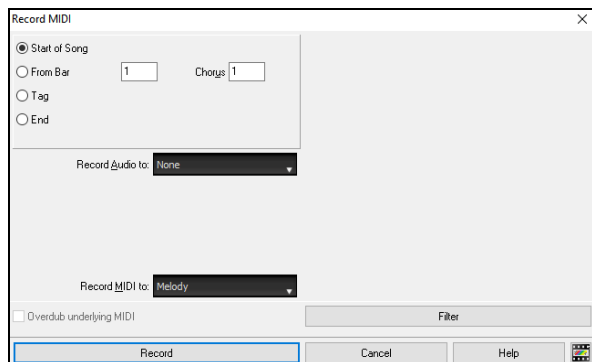 Record MIDI
Start of Song
From Bar 1 Chorus 1
Tag
End
Record Audio to: None
Record MIDI to: Melody
Overdub underlying MIDI
Filter
Record Cancel Help